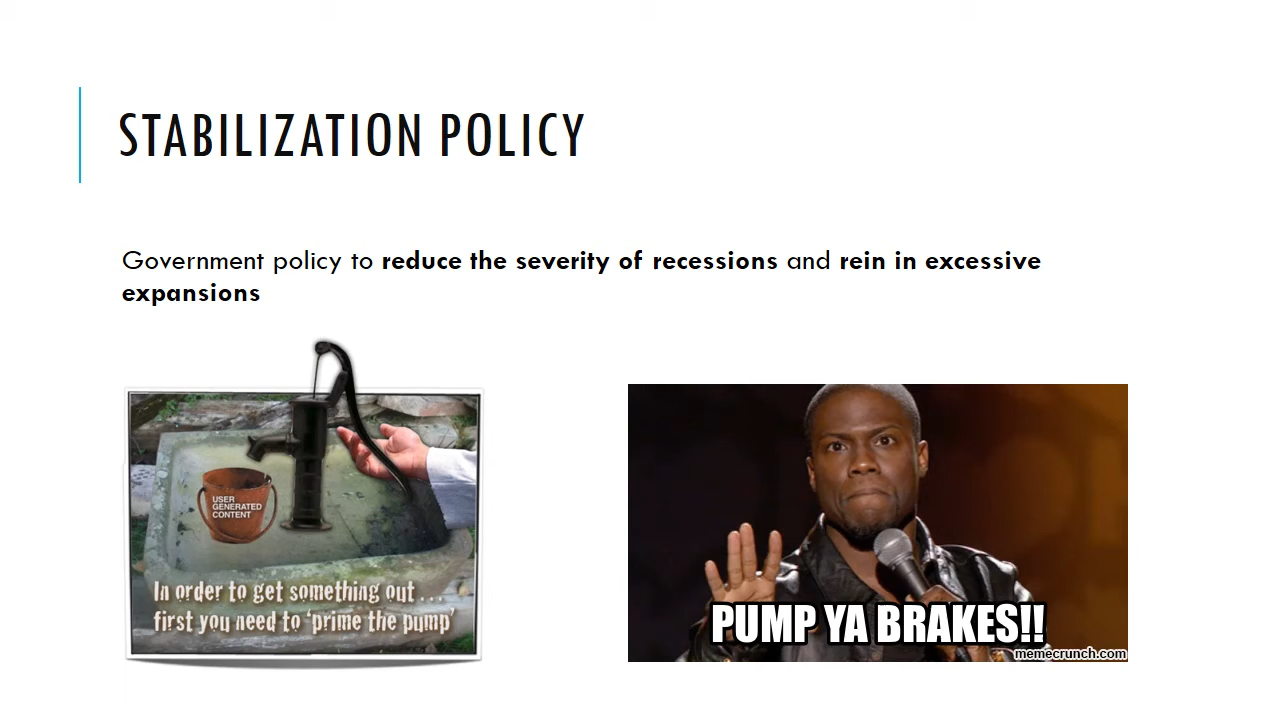 STABILIZATION POLICY
Government policy to reduce the severity of recessions and rein in excessive
expansions
USER
GENERATED
CONTENT
In order to get something out . . .
first you need to 'prime the pump'
PUMP YA BRAKES!!
memecrunch.com